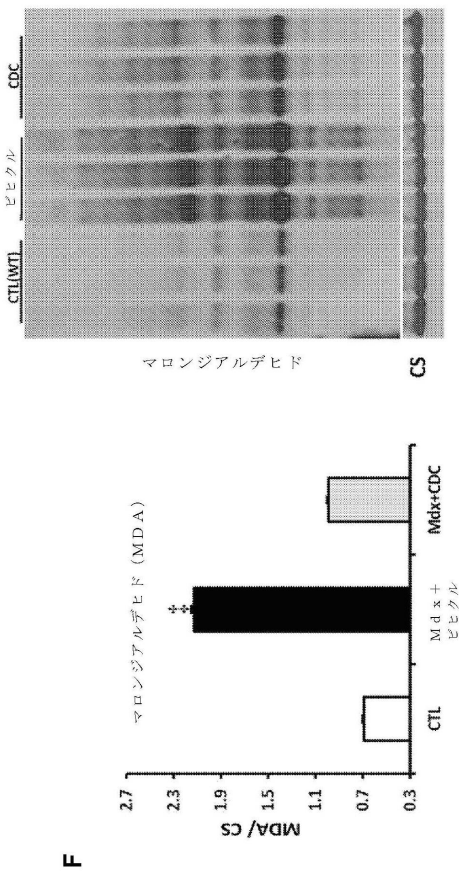 F
マロンジアルデヒド (MDA)
‡‡
MDA/ CS
2.7
2.3
1.9
1.5
1.1
0.7
0.3
CTL
Mdx+
ビヒクル
Mdx+CDC
マロンジアルデヒド
CTL(WT)
ビヒクル
CDC
CS